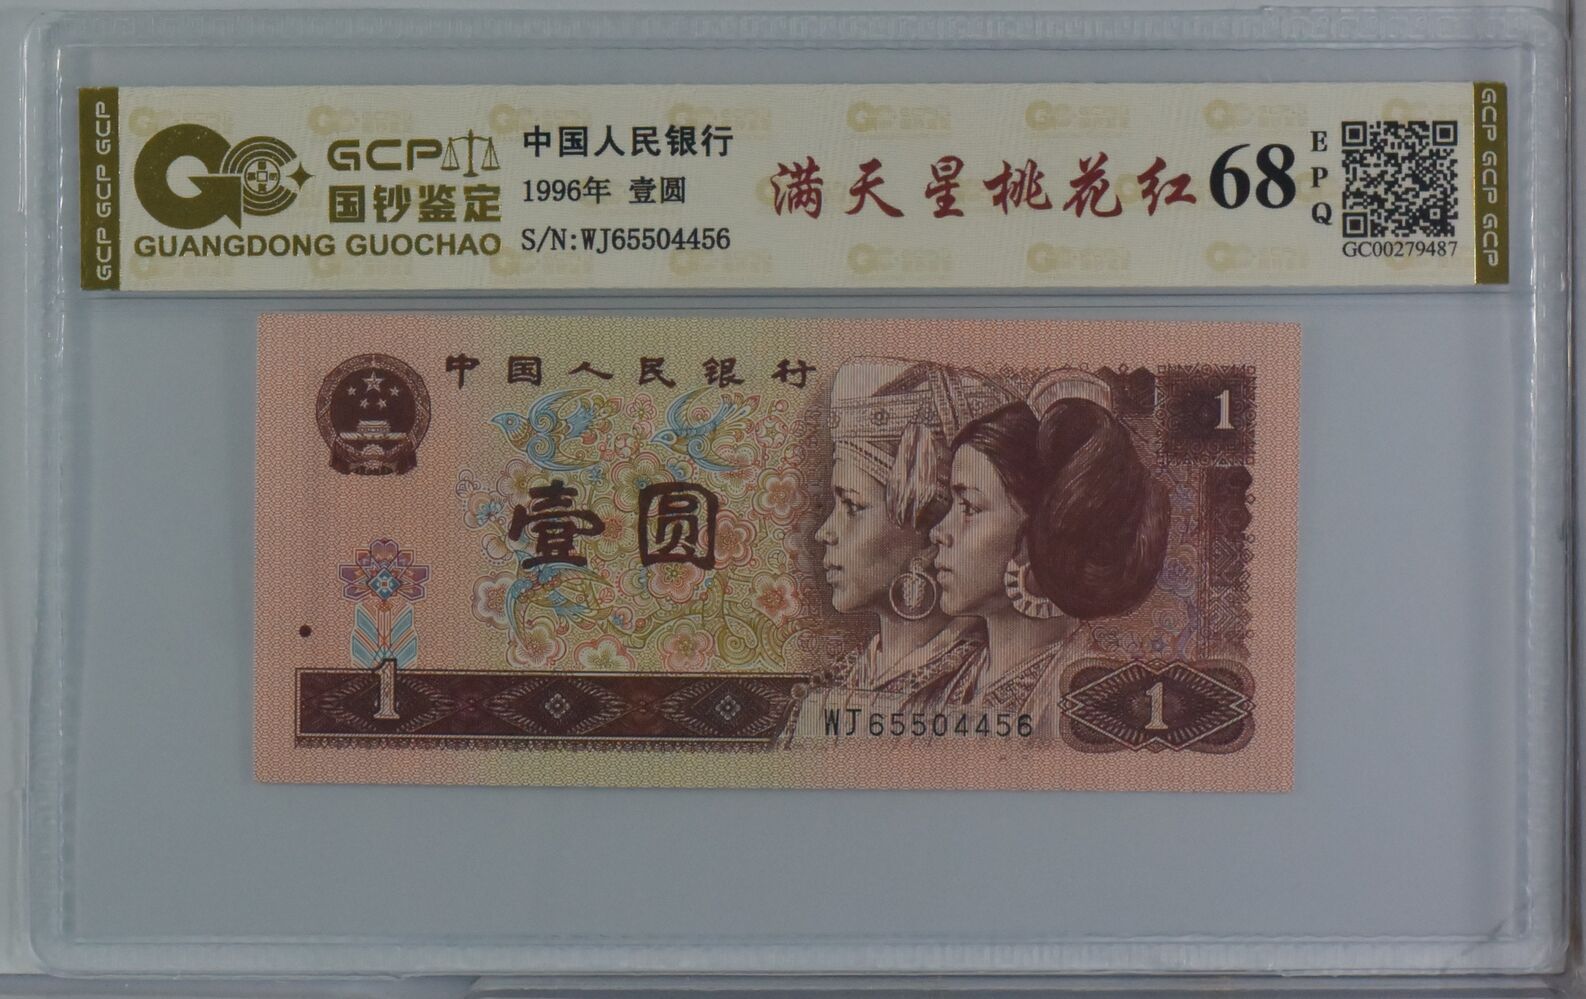 GCP GCP GCP
GCP
国钞鉴定
GUANGDONG GUOCHAO
中国人民银行
1996年 壹圆
S/N:WJ65504456
满天星桃花红
68
EPQ
GC00279487
GCP GCP GCP
中国人民银行
1
壹圆
1
WJ65504456
1